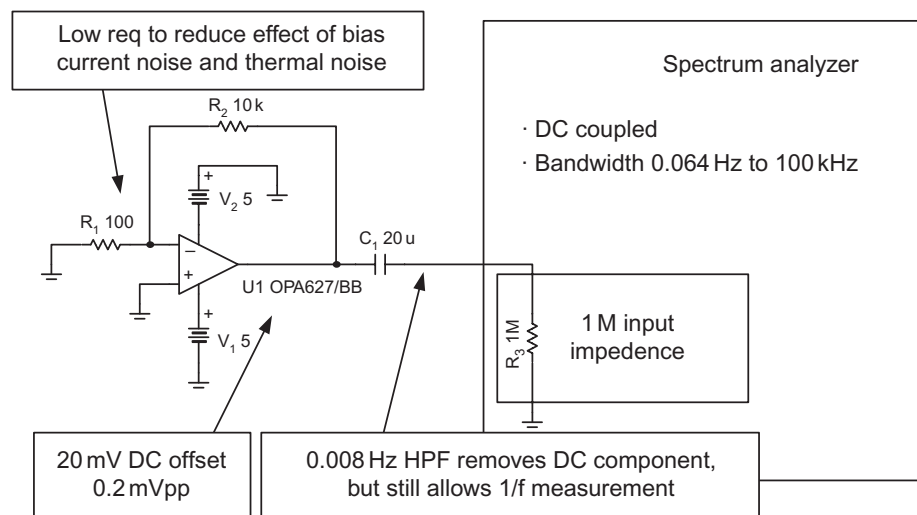 Low req to reduce effect of bias
current noise and thermal noise
Spectrum analyzer
· DC coupled
· Bandwidth 0.064 Hz to 100 kHz
R2 10 k
+
V2 5
R1 100
−
+
U1 OPA627/BB
C1 20 u
+
V1 5
R3 1M
1 M input
impedence
20 mV DC offset
0.2 mVpp
0.008 Hz HPF removes DC component,
but still allows 1/f measurement